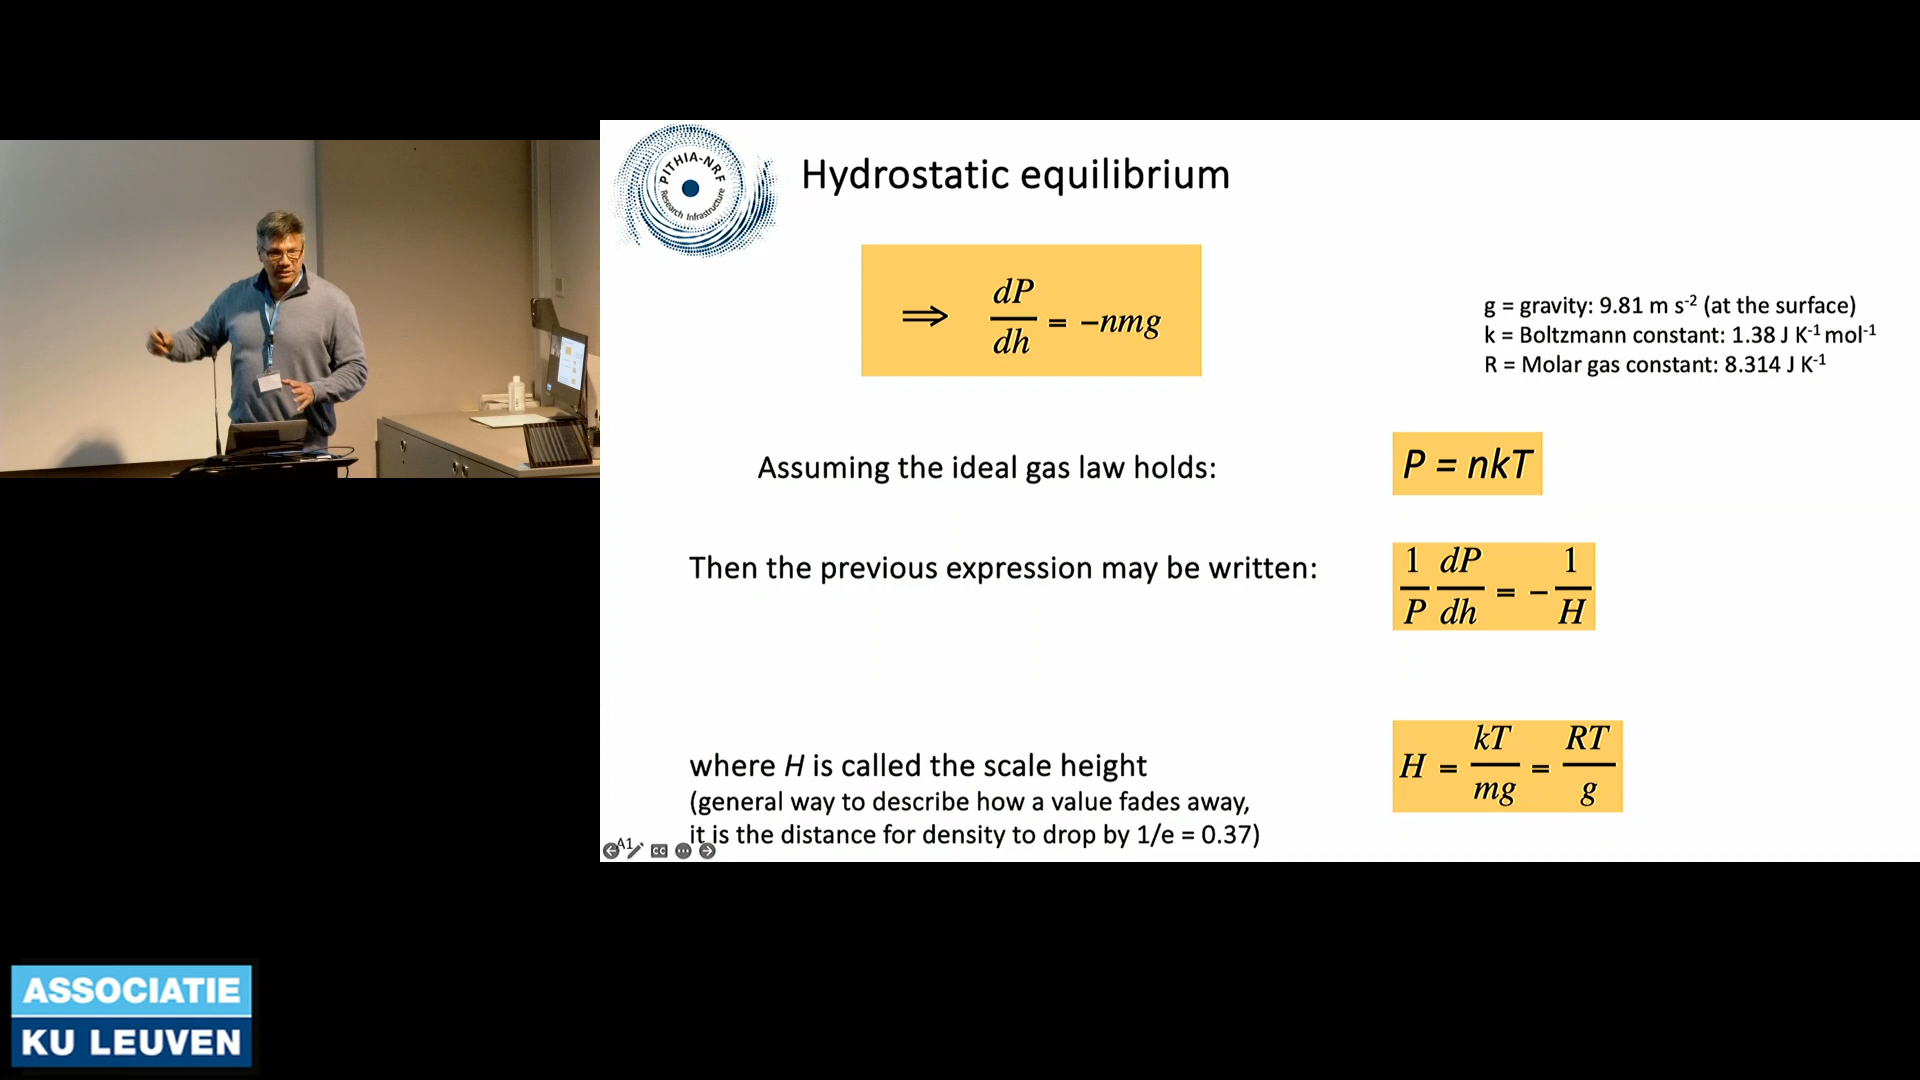 PITHIA-NRF
Research Infrastructure
Hydrostatic equilibrium
⟹ dP/dh = −nmg
g = gravity: 9.81 m s⁻² (at the surface)
k = Boltzmann constant: 1.38 J K⁻¹ mol⁻¹
R = Molar gas constant: 8.314 J K⁻¹
Assuming the ideal gas law holds:
P = nkT
Then the previous expression may be written:
1/P dP/dh = − 1/H
where H is called the scale height
(general way to describe how a value fades away,
it is the distance for density to drop by 1/e = 0.37)
H = kT/mg = RT/g
A1
CC
ASSOCIATIE
KU LEUVEN